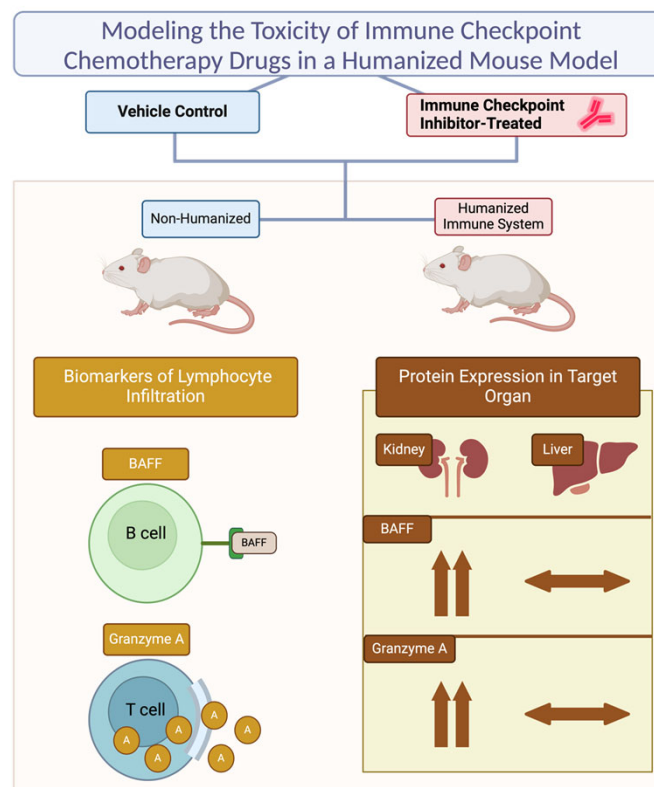 Modeling the Toxicity of Immune Checkpoint
Chemotherapy Drugs in a Humanized Mouse Model
Vehicle Control
Immune Checkpoint
Inhibitor-Treated
Non-Humanized
Humanized
Immune System
Biomarkers of Lymphocyte
Infiltration
Protein Expression in Target
Organ
Kidney
Liver
BAFF
B cell
BAFF
BAFF
Granzyme A
T cell
A
A
A
A
A
A
Granzyme A